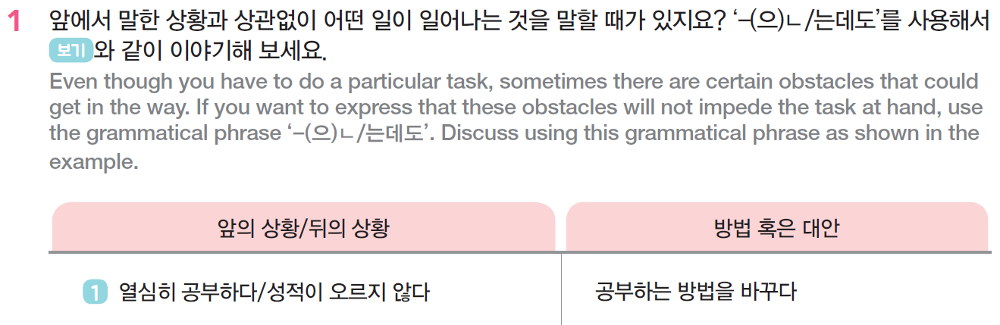 1 앞에서 말한 상황과 상관없이 어떤 일이 일어나는 것을 말할 때가 있지요? ‘–(으)ㄴ/는데도’를 사용해서
보기와 같이 이야기해 보세요.
Even though you have to do a particular task, sometimes there are certain obstacles that could
get in the way. If you want to express that these obstacles will not impede the task at hand, use
the grammatical phrase ‘–(으)ㄴ/는데도’. Discuss using this grammatical phrase as shown in the
example.
앞의 상황/뒤의 상황 방법 혹은 대안
1 열심히 공부하다/성적이 오르지 않다 공부하는 방법을 바꾸다